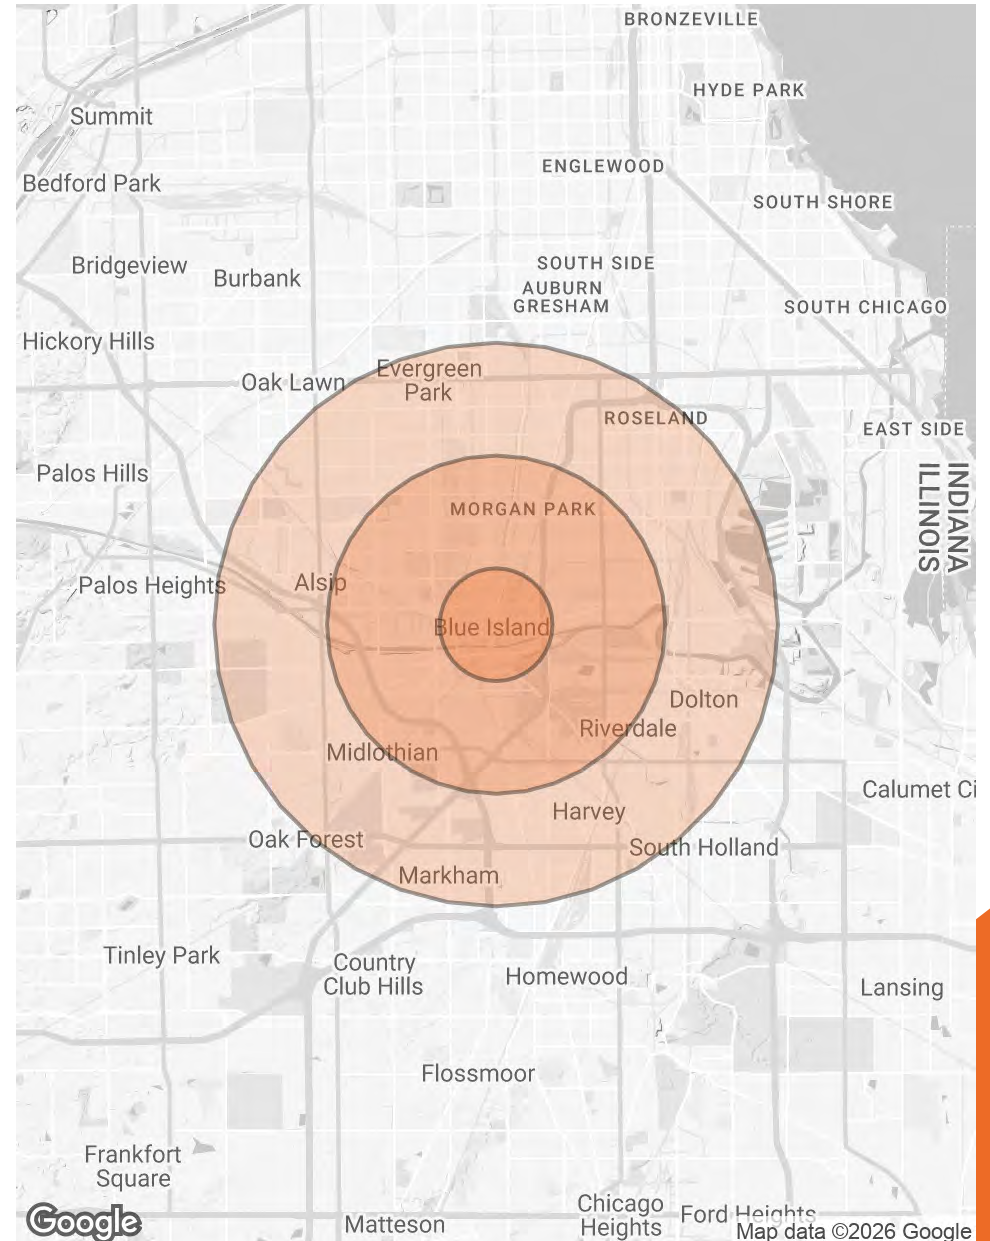 BRONZEVILLE
HYDE PARK
Summit
ENGLEWOOD
Bedford Park
SOUTH SHORE
Bridgeview
SOUTH SIDE
Burbank
AUBURN
GRESHAM
SOUTH CHICAGO
Hickory Hills
Evergreen
Park
Oak Lawn
ROSELAND
EAST SIDE
Palos Hills
INDIANA
ILLINOIS
MORGAN PARK
Palos Heights
Alsip
Blue Island
Dolton
Riverdale
Midlothian
Calumet Ci
Harvey
Oak Forest
South Holland
Markham
Tinley Park
Country
Club Hills
Homewood
Lansing
Flossmoor
Frankfort
Square
Chicago
Heights
Ford Heights
Matteson
Google
Map data ©2026 Google